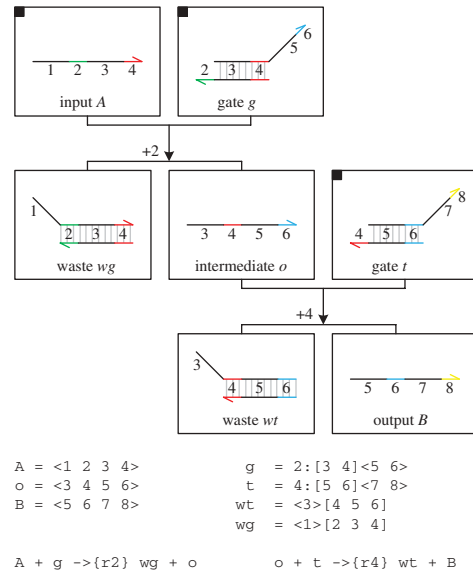 1 2 3 4
input A
2 3 4 5 6
gate g
+2
1 2 3 4
waste wg
3 4 5 6
intermediate o
4 5 6 7 8
gate t
+4
3 4 5 6
waste wt
5 6 7 8
output B
A = <1 2 3 4>
o = <3 4 5 6>
B = <5 6 7 8>
g = 2:[3 4]<5 6>
t = 4:[5 6]<7 8>
wt = <3>[4 5 6]
wg = <1>[2 3 4]
A + g ->{r2} wg + o
o + t ->{r4} wt + B